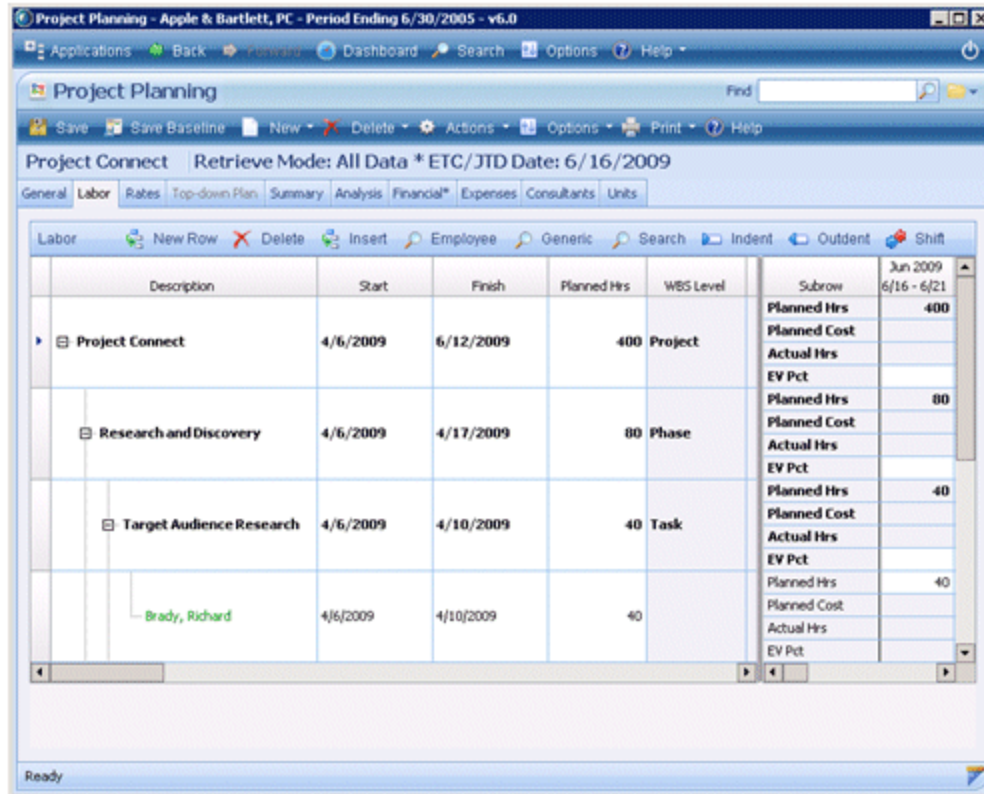 Project Planning - Apple & Bartlett, PC - Period Ending 6/30/2005 - v6.0
Applications Back Forward Dashboard Search Options Help
Project Planning Find
Save Save Baseline New Delete Actions Options Print Help
Project Connect Retrieve Mode: All Data * ETC/JTD Date: 6/16/2009
General Labor Rates Top-down Plan Summary Analysis Financial* Expenses Consultants Units
Labor New Row Delete Insert Employee Generic Search Indent Outdent Shift
Jun 2009
Description Start Finish Planned Hrs WBS Level Subrow 6/16 - 6/21
Planned Hrs 400
Planned Cost
Project Connect 4/6/2009 6/12/2009 400 Project
Actual Hrs
EV Pct
Planned Hrs 80
Planned Cost
Research and Discovery 4/6/2009 4/17/2009 80 Phase
Actual Hrs
EV Pct
Planned Hrs 40
Planned Cost
Target Audience Research 4/6/2009 4/10/2009 40 Task
Actual Hrs
EV Pct
Planned Hrs 40
Planned Cost
Brady, Richard 4/6/2009 4/10/2009 40
Actual Hrs
EV Pct
Ready